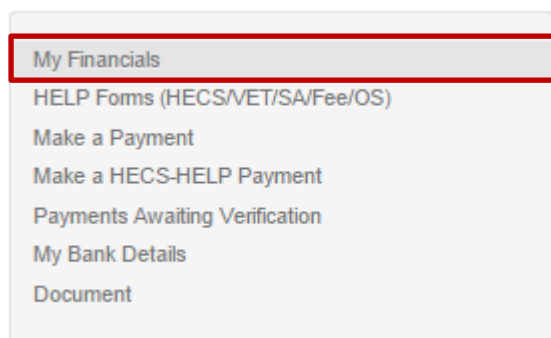 My Financials
HELP Forms (HECS/VET/SA/Fee/OS)
Make a Payment
Make a HECS-HELP Payment
Payments Awaiting Verification
My Bank Details
Document